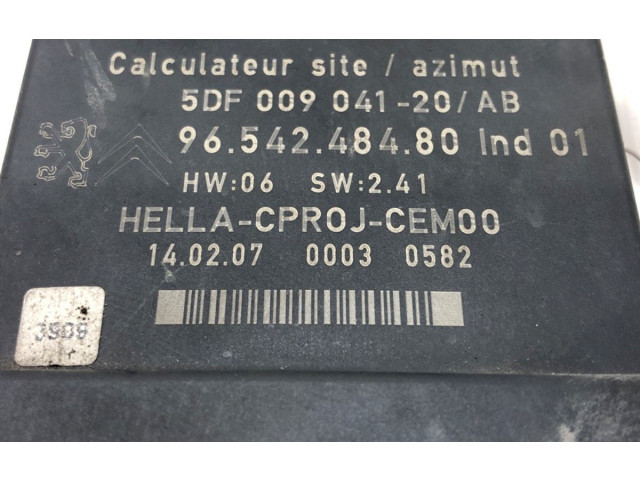 Calculateur site / azimut
5DF 009 041-20/AB
96.542.484.80 Ind 01
HW:06 SW:2.41
HELLA-CPROJ-CEM00
14.02.07 0003 0582